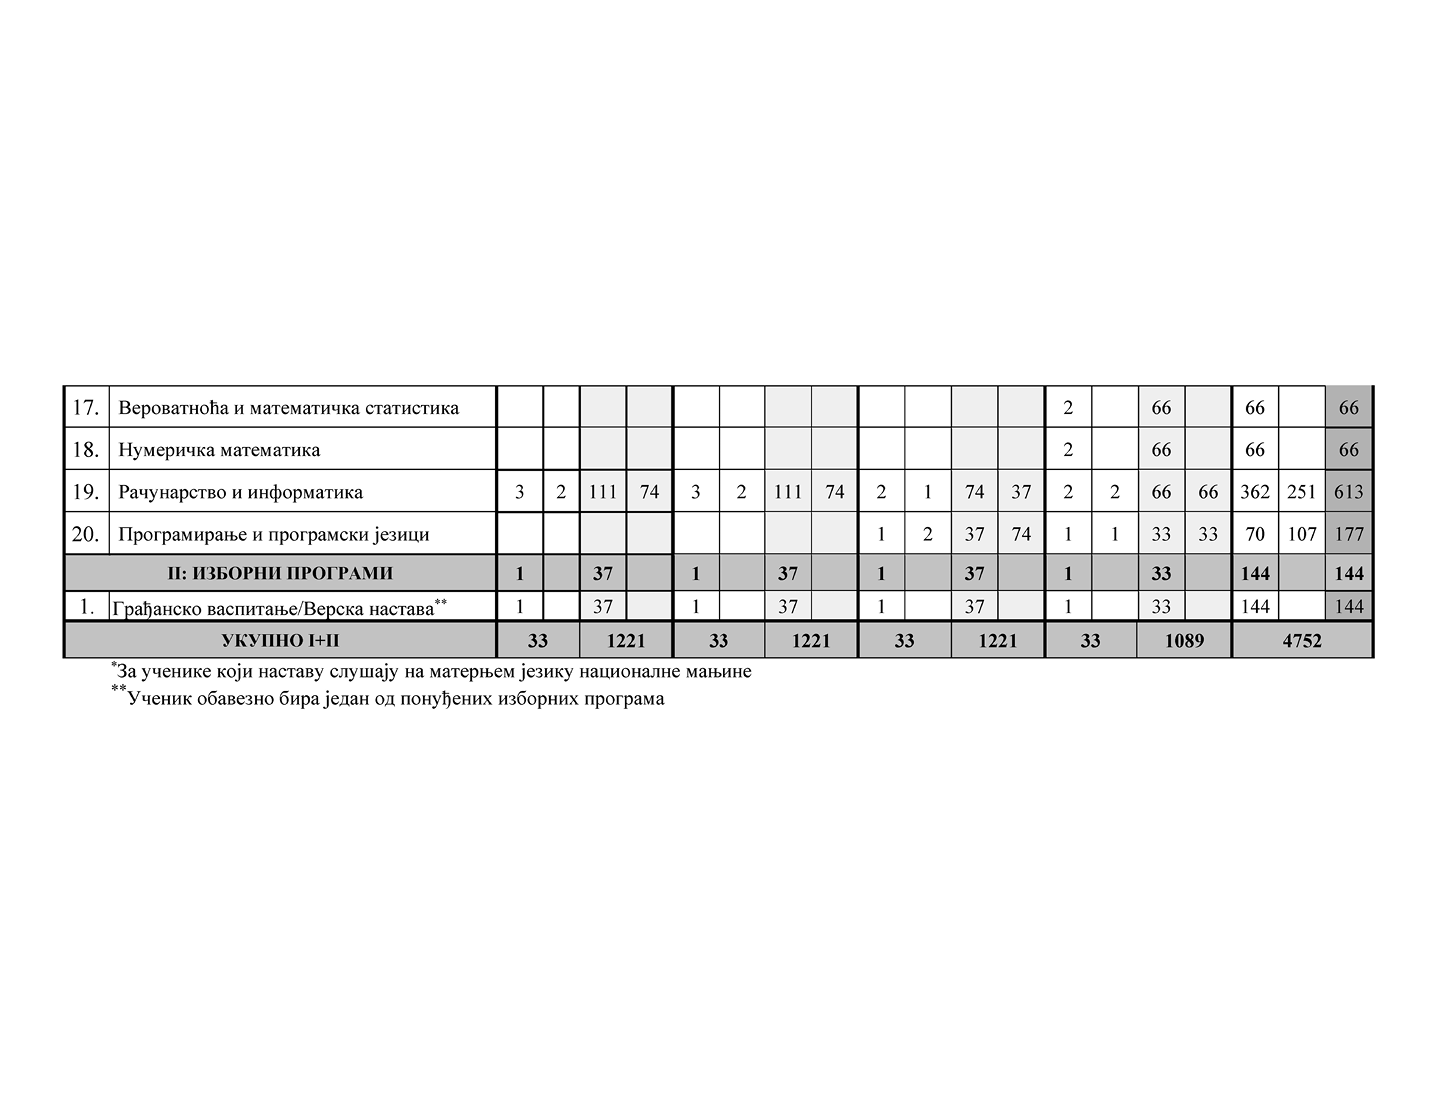 17. Вероватноћа и математичка статистика 2 66 66 66
18. Нумеричка математика 2 66 66 66
19. Рачунарство и информатика 3 2 111 74 3 2 111 74 2 1 74 37 2 2 66 66 362 251 613
20. Програмирање и програмски језици 1 2 37 74 1 1 33 33 70 107 177
II: ИЗБОРНИ ПРОГРАМИ 1 37 1 37 1 37 1 33 144 144
1. Грађанско васпитање/Верска настава** 1 37 1 37 1 37 1 33 144 144
УКУПНО I+II 33 1221 33 1221 33 1221 33 1089 4752
*За ученике који наставу слушају на матерњем језику националне мањине
**Ученик обавезно бира један од понуђених изборних програма